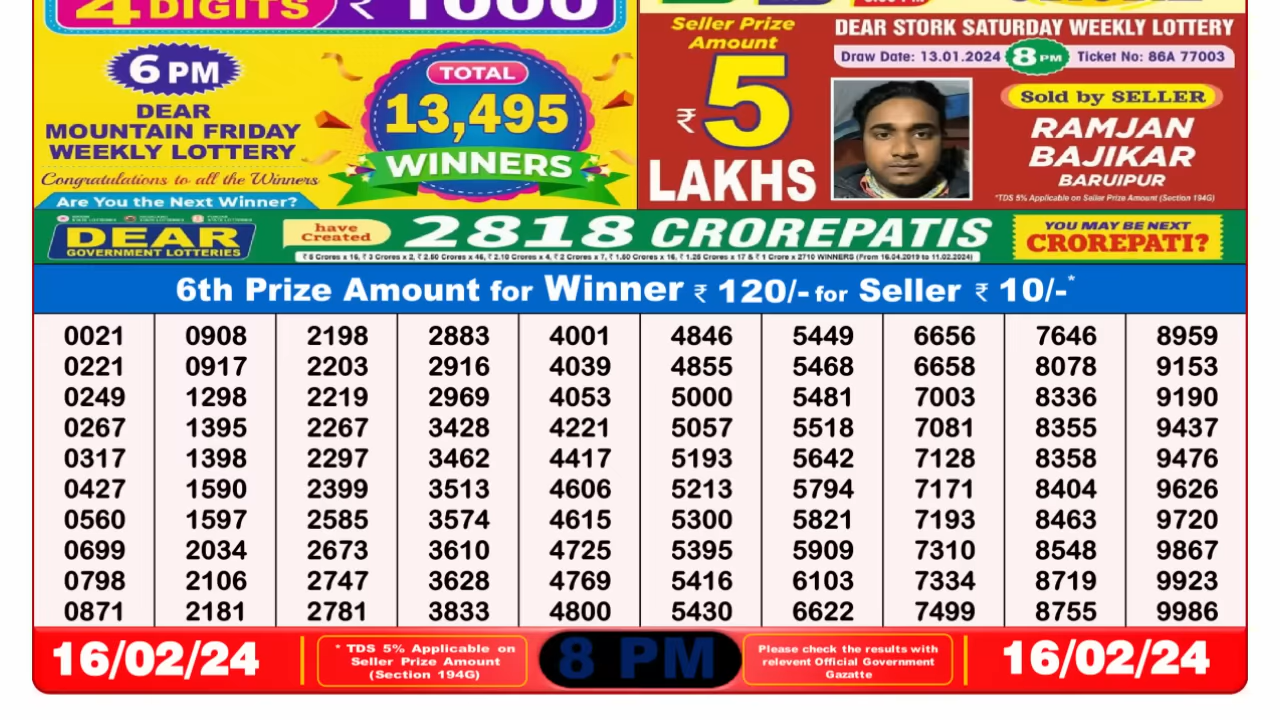 4 DIGITS ₹ 1000
6 PM
DEAR
MOUNTAIN FRIDAY
WEEKLY LOTTERY
Congratulations to all the Winners
Are You the Next Winner?
TOTAL
13,495
WINNERS
Seller Prize
Amount
₹ 5
LAKHS
DEAR STORK SATURDAY WEEKLY LOTTERY
Draw Date: 13.01.2024 8 PM Ticket No: 86A 77003
Sold by SELLER
RAMJAN
BAJIKAR
BARUIPUR
*TDS 5% Applicable on Seller Prize Amount (Section 194G)
DEAR
GOVERNMENT LOTTERIES
have
Created
2818 CROREPATIS
YOU MAY BE NEXT
CROREPATI?
6th Prize Amount for Winner ₹ 120/- for Seller ₹ 10/-*
0021 0908 2198 2883 4001 4846 5449 6656 7646 8959
0221 0917 2203 2916 4039 4855 5468 6658 8078 9153
0249 1298 2219 2969 4053 5000 5481 7003 8336 9190
0267 1395 2267 3428 4221 5057 5518 7081 8355 9437
0317 1398 2297 3462 4417 5193 5642 7128 8358 9476
0427 1590 2399 3513 4606 5213 5794 7171 8404 9626
0560 1597 2585 3574 4615 5300 5821 7193 8463 9720
0699 2034 2673 3610 4725 5395 5909 7310 8548 9867
0798 2106 2747 3628 4769 5416 6103 7334 8719 9923
0871 2181 2781 3833 4800 5430 6622 7499 8755 9986
16/02/24
* TDS 5% Applicable on
Seller Prize Amount
(Section 194G)
8 PM
Please check the results with
relevent Official Government
Gazatte
16/02/24